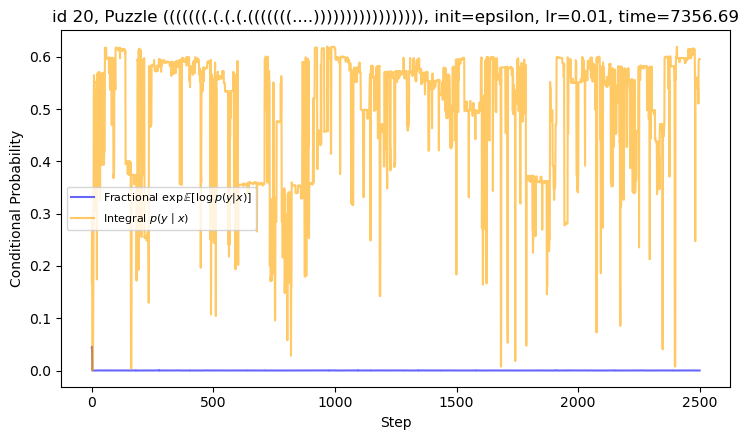 id 20, Puzzle (((((((.(.(.(.(((((((....))))))))))))))))), init=epsilon, lr=0.01, time=7356.69
Conditional Probability
0.6
0.5
0.4
0.3
0.2
0.1
0.0
Fractional exp𝔼[log p(y|x)]
Integral p(y | x)
0
500
1000
1500
2000
2500
Step